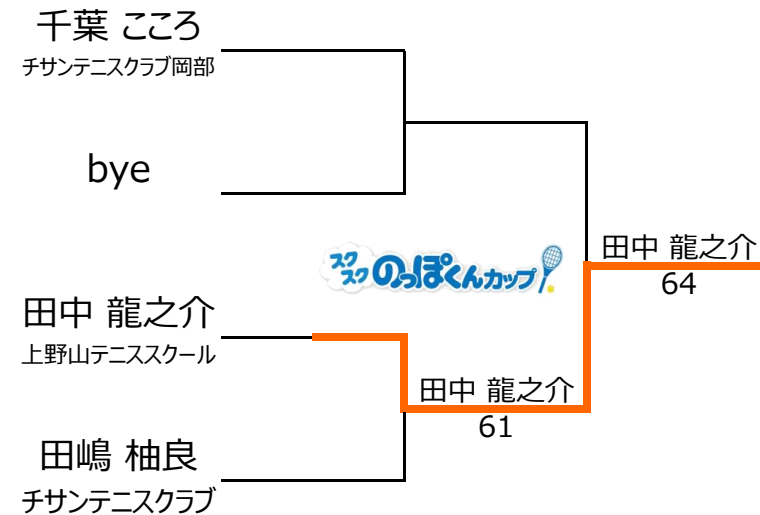 千葉 こころ
チサンテニスクラブ岡部
bye
スク
スク のっぽくんカップ
田中 龍之介
64
田中 龍之介
上野山テニススクール
田中 龍之介
61
田嶋 柚良
チサンテニスクラブ